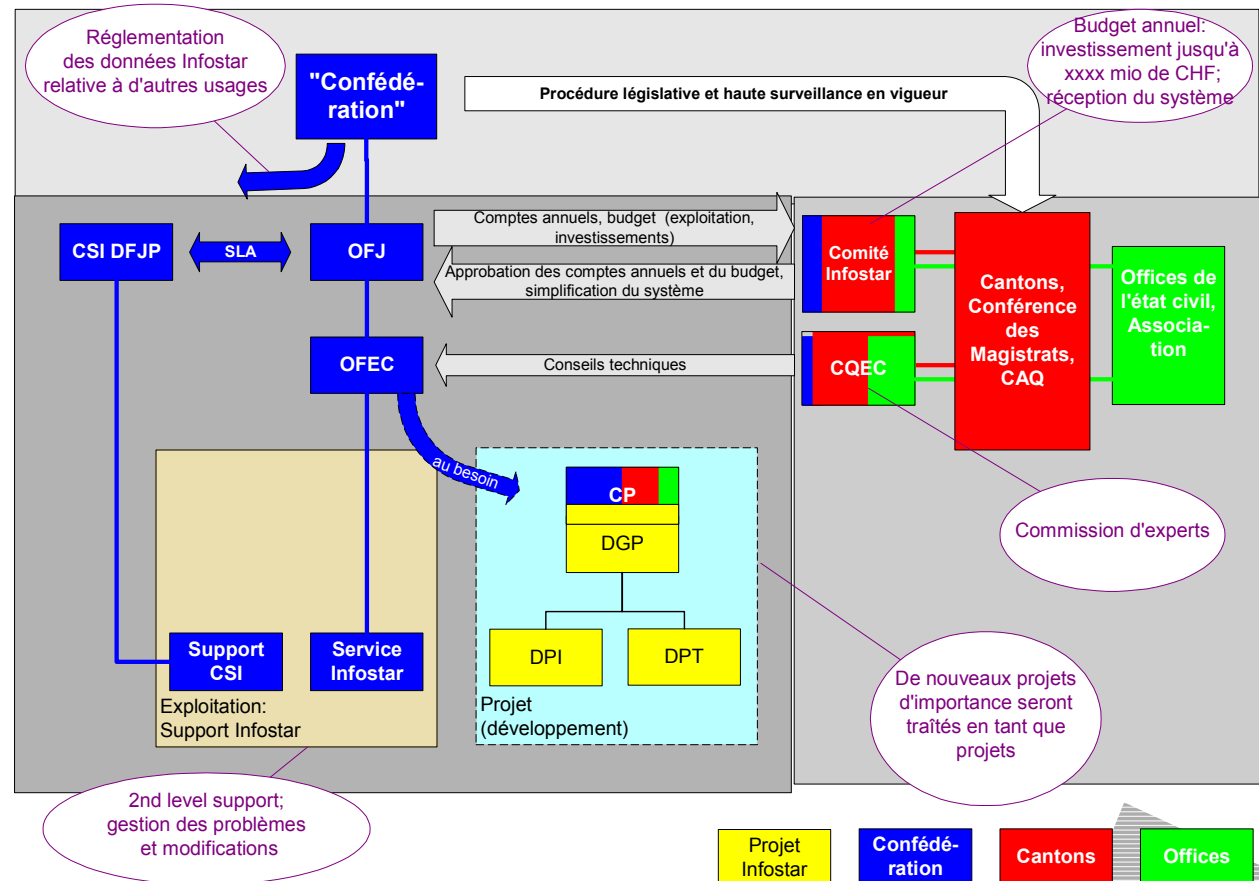 Réglementation
des données Infostar
relative à d'autres usages
"Confédé-
ration"
Procédure législative et haute surveillance en vigueur
Budget annuel:
investissement jusqu'à
xxxx mio de CHF;
réception du système
CSI DFJP
SLA
OFJ
Comptes annuels, budget (exploitation,
investissements)
Approbation des comptes annuels et du budget,
simplification du système
Comité
Infostar
Cantons,
Conférence
des
Magistrats,
CAQ
Offices de
l'état civil,
Associa-
tion
OFEC
Conseils techniques
CQEC
au besoin
CP
DGP
Commission d'experts
DPI
DPT
Support
CSI
Service
Infostar
Exploitation:
Support Infostar
Projet
(développement)
De nouveaux projets
d'importance seront
traîtés en tant que
projets
2nd level support;
gestion des problèmes
et modifications
Projet
Infostar
Confédé-
ration
Cantons
Offices